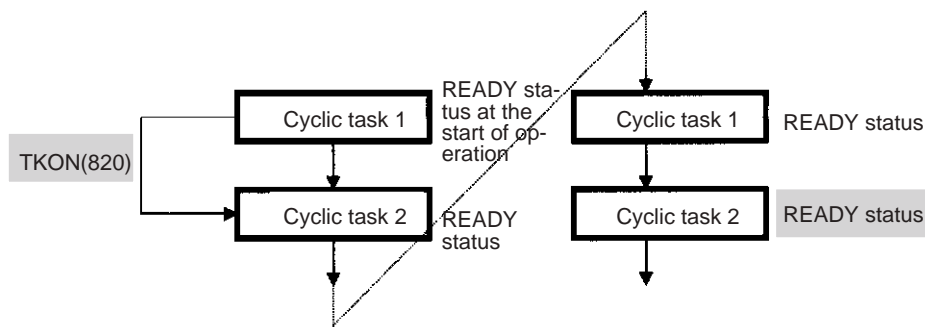 Cyclic task 1
READY sta-
tus at the
start of op-
eration
Cyclic task 1
READY status
TKON(820)
Cyclic task 2
READY
status
Cyclic task 2
READY status